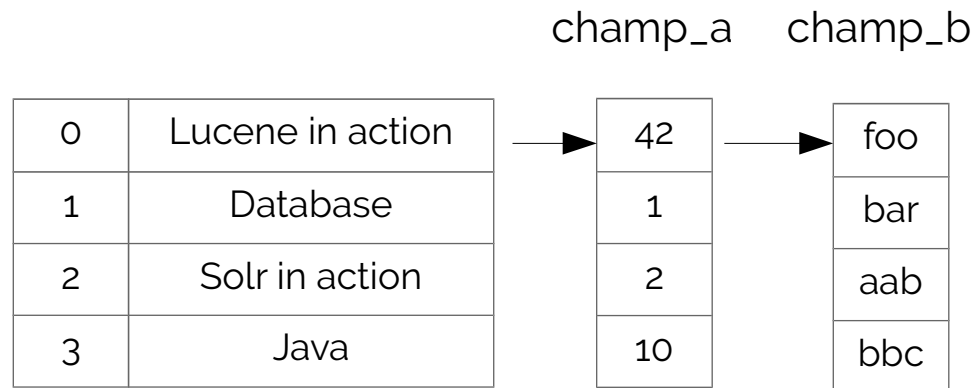 champ_a champ_b
0 Lucene in action 42 foo
1 Database 1 bar
2 Solr in action 2 aab
3 Java 10 bbc